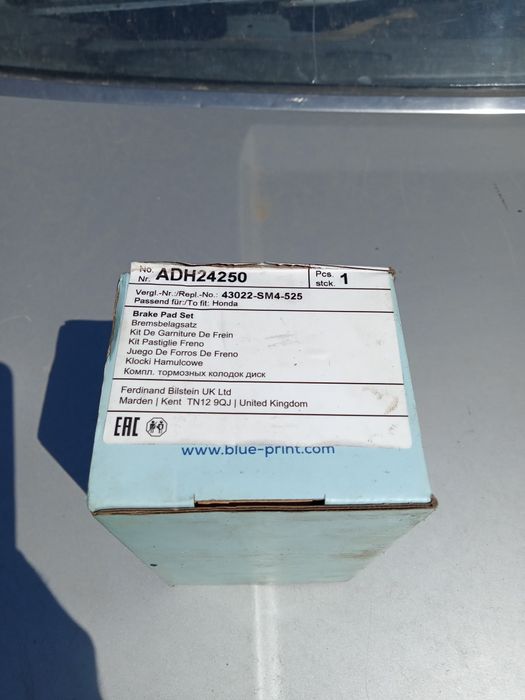 No.
Nr. ADH24250
Pcs.
stck. 1
Vergl.-Nr.:/Repl.-No.: 43022-SM4-525
Passend für:/To fit: Honda
Brake Pad Set
Bremsbelagsatz
Kit De Garniture De Frein
Kit Pastiglie Freno
Juego De Forros De Freno
Klocki Hamulcowe
Компл. тормозных колодок диск
Ferdinand Bilstein UK Ltd
Marden | Kent TN12 9QJ | United Kingdom
EAC
www.blue-print.com